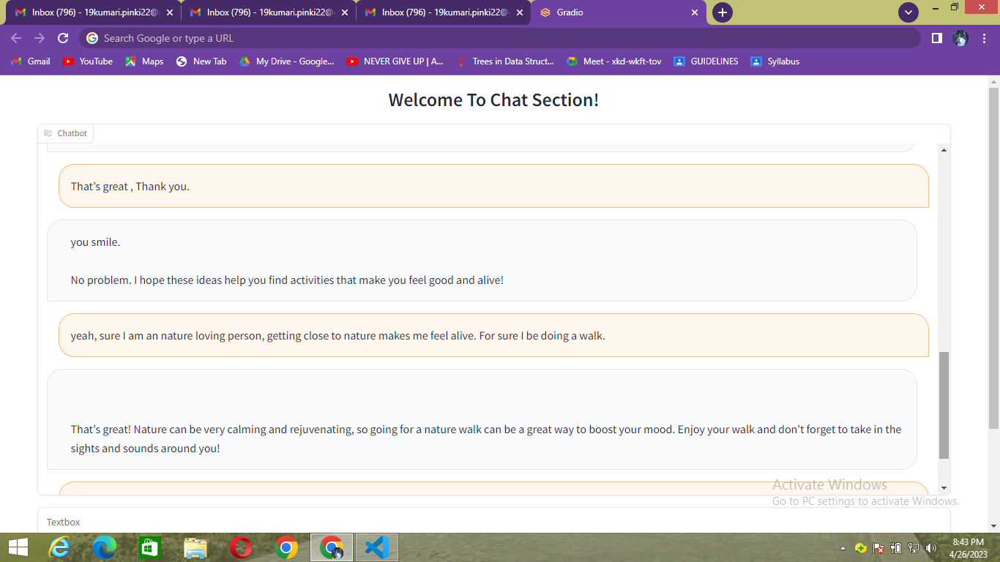 Inbox (796) - 19kumari.pinki22@ Inbox (796) - 19kumari.pinki22@ Inbox (796) - 19kumari.pinki22@ Gradio
Search Google or type a URL
Gmail YouTube Maps New Tab My Drive - Google... NEVER GIVE UP | A... Trees in Data Struct... Meet - xkd-wkft-tov GUIDELINES Syllabus
Welcome To Chat Section!
Chatbot
That’s great , Thank you.
you smile.
No problem. I hope these ideas help you find activities that make you feel good and alive!
yeah, sure I am an nature loving person, getting close to nature makes me feel alive. For sure I be doing a walk.
That’s great! Nature can be very calming and rejuvenating, so going for a nature walk can be a great way to boost your mood. Enjoy your walk and don’t forget to take in the
sights and sounds around you!
Activate Windows
Go to PC settings to activate Windows.
Textbox
8:43 PM
4/26/2023